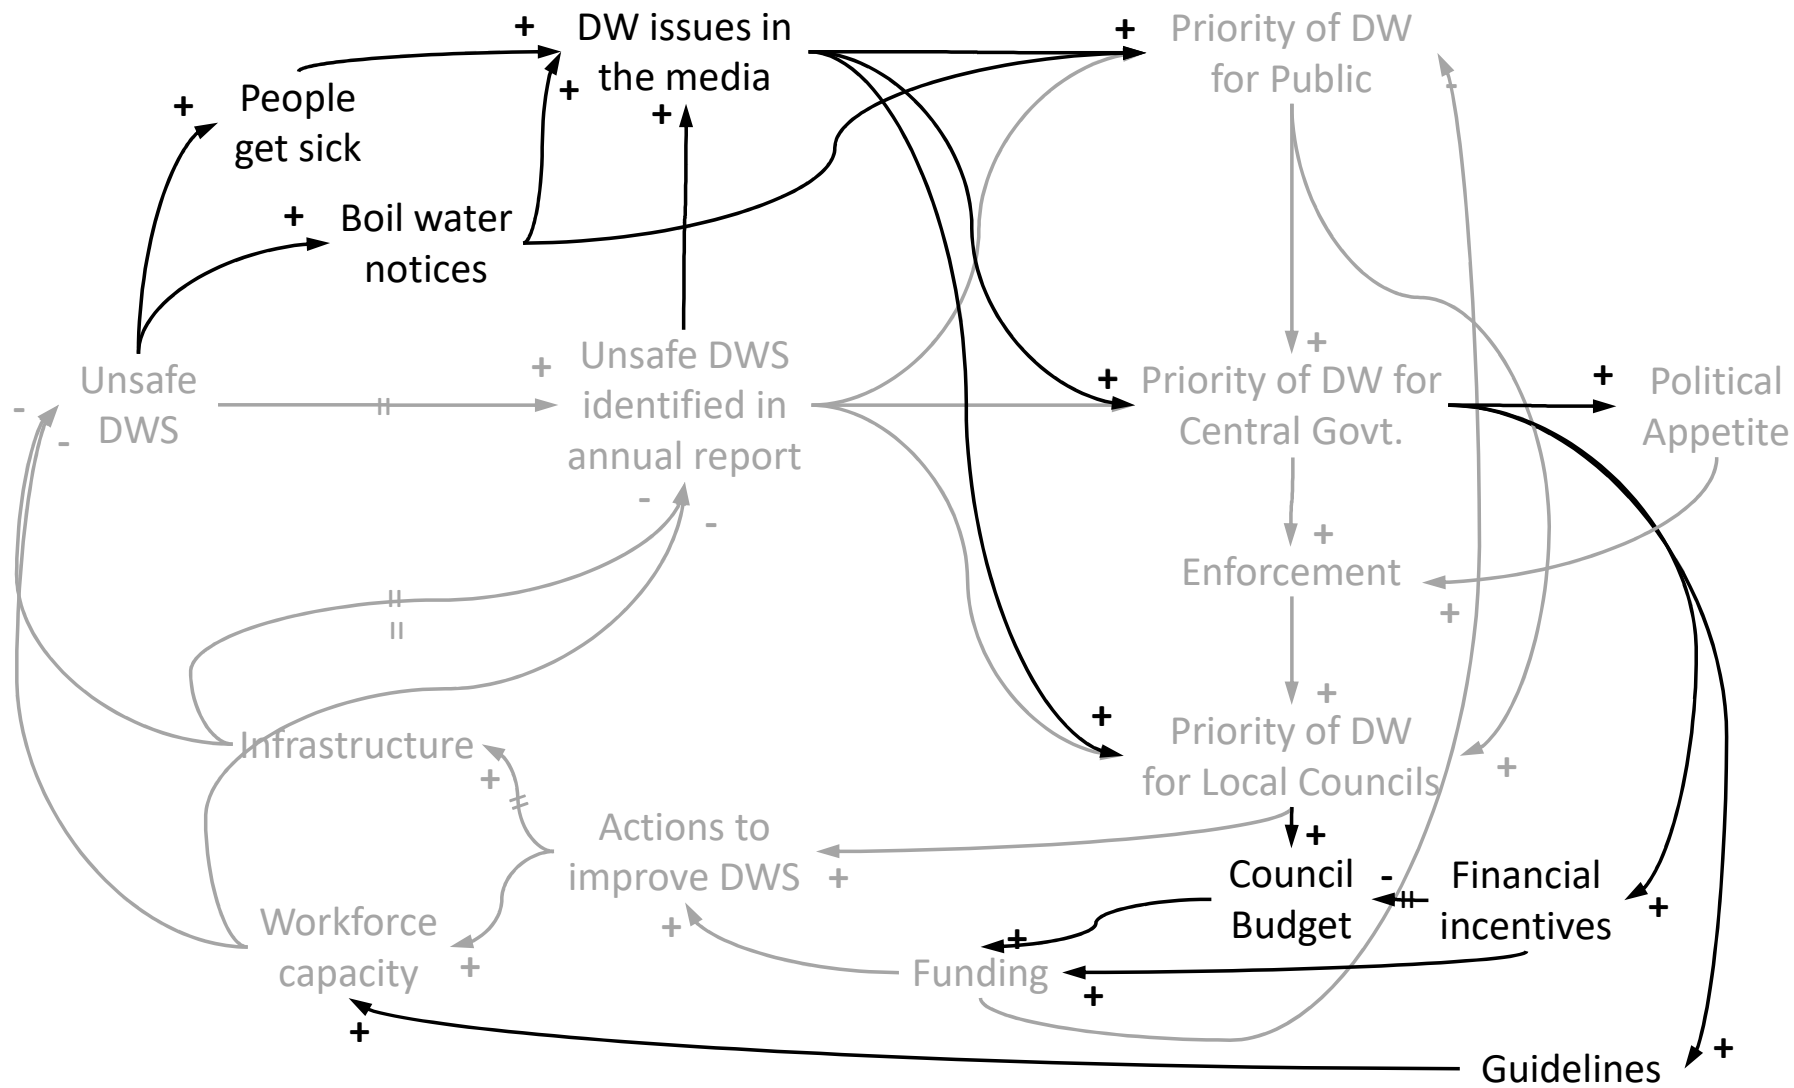 DW issues in
the media
Priority of DW
for Public
People
get sick
Boil water
notices
Unsafe
DWS
Unsafe DWS
identified in
annual report
Priority of DW for
Central Govt.
Political
Appetite
Enforcement
Priority of DW
for Local Councils
Infrastructure
Actions to
improve DWS
Council
Budget
Financial
incentives
Workforce
capacity
Funding
Guidelines